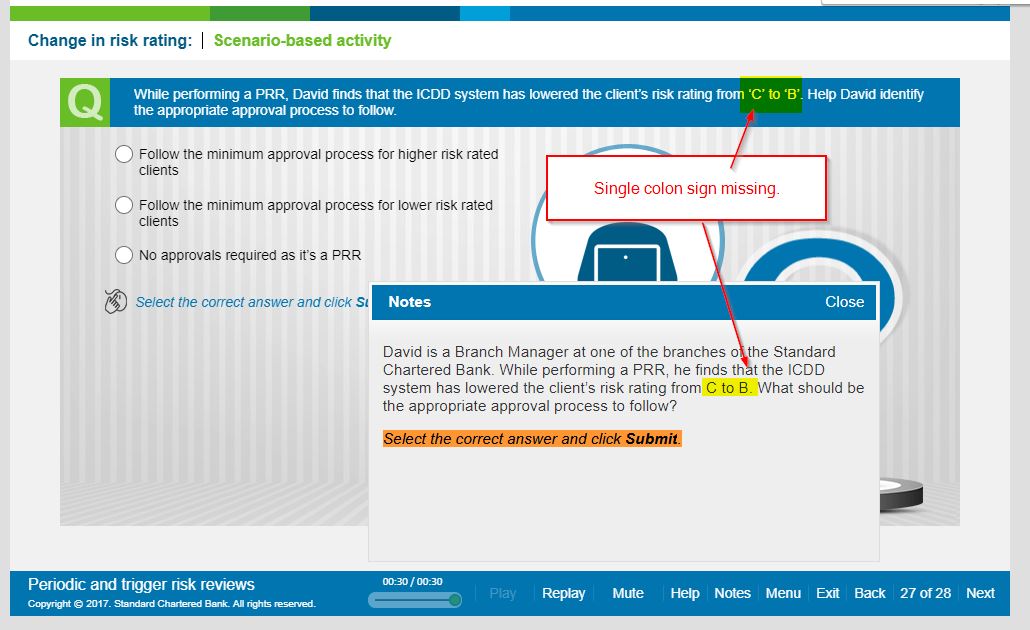 Change in risk rating: | Scenario-based activity
Q
While performing a PRR, David finds that the ICDD system has lowered the client's risk rating from ‘C’ to ‘B’. Help David identify
the appropriate approval process to follow.
Follow the minimum approval process for higher risk rated
clients
Follow the minimum approval process for lower risk rated
clients
No approvals required as it's a PRR
Select the correct answer and click
Single colon sign missing.
Notes Close
David is a Branch Manager at one of the branches of the Standard
Chartered Bank. While performing a PRR, he finds that the ICDD
system has lowered the client's risk rating from C to B. What should be
the appropriate approval process to follow?
Select the correct answer and click Submit.
Periodic and trigger risk reviews
Copyright © 2017. Standard Chartered Bank. All rights reserved.
00:30 / 00:30
Play Replay Mute Help Notes Menu Exit Back 27 of 28 Next